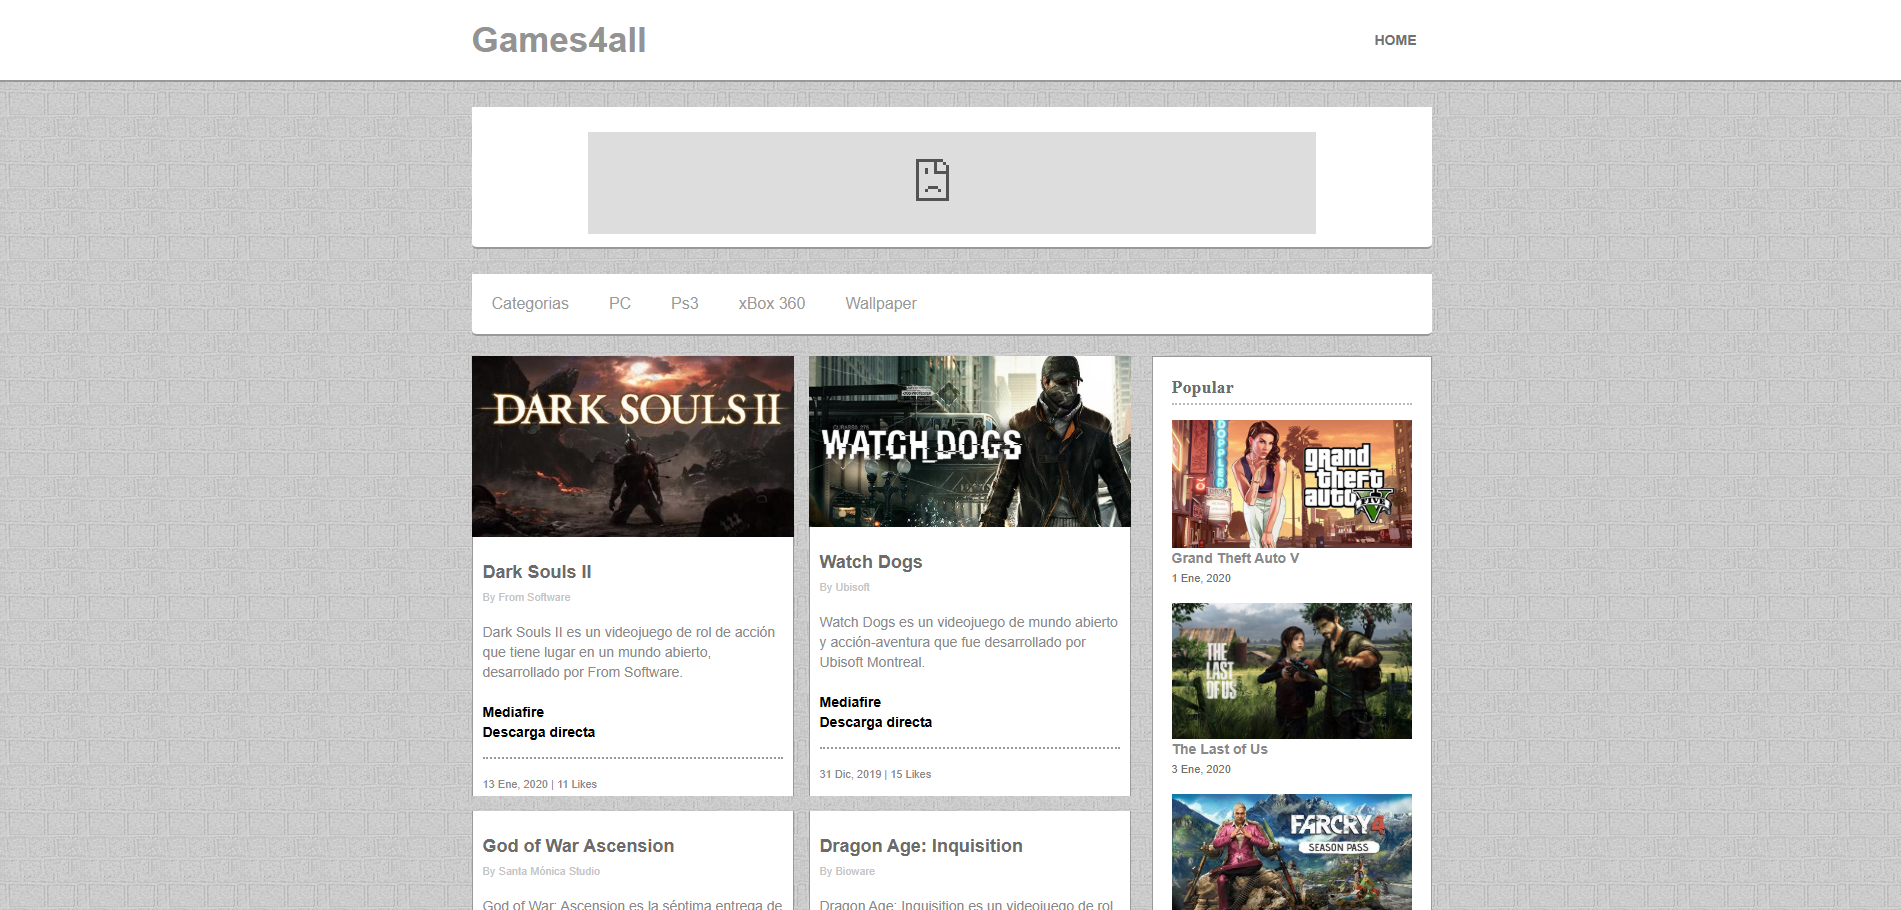 Games4all
HOME
Categorias
PC
Ps3
xBox 360
Wallpaper
DARK SOULS II
Dark Souls II
By From Software
Dark Souls II es un videojuego de rol de acción
que tiene lugar en un mundo abierto,
desarrollado por From Software.
Mediafire
Descarga directa
13 Ene, 2020 | 11 Likes
WATCH_DOGS
Watch Dogs
By Ubisoft
Watch Dogs es un videojuego de mundo abierto
y acción-aventura que fue desarrollado por
Ubisoft Montreal.
Mediafire
Descarga directa
31 Dic, 2019 | 15 Likes
God of War Ascension
By Santa Mónica Studio
God of War: Ascension es la séptima entrega de
Dragon Age: Inquisition
By Bioware
Dragon Age: Inquisition es un videojuego de rol
Popular
DOPPLER
grand
theft
auto
V
FIVE
Grand Theft Auto V
1 Ene, 2020
THE
LAST
OF US
The Last of Us
3 Ene, 2020
FARCRY4
SEASON PASS